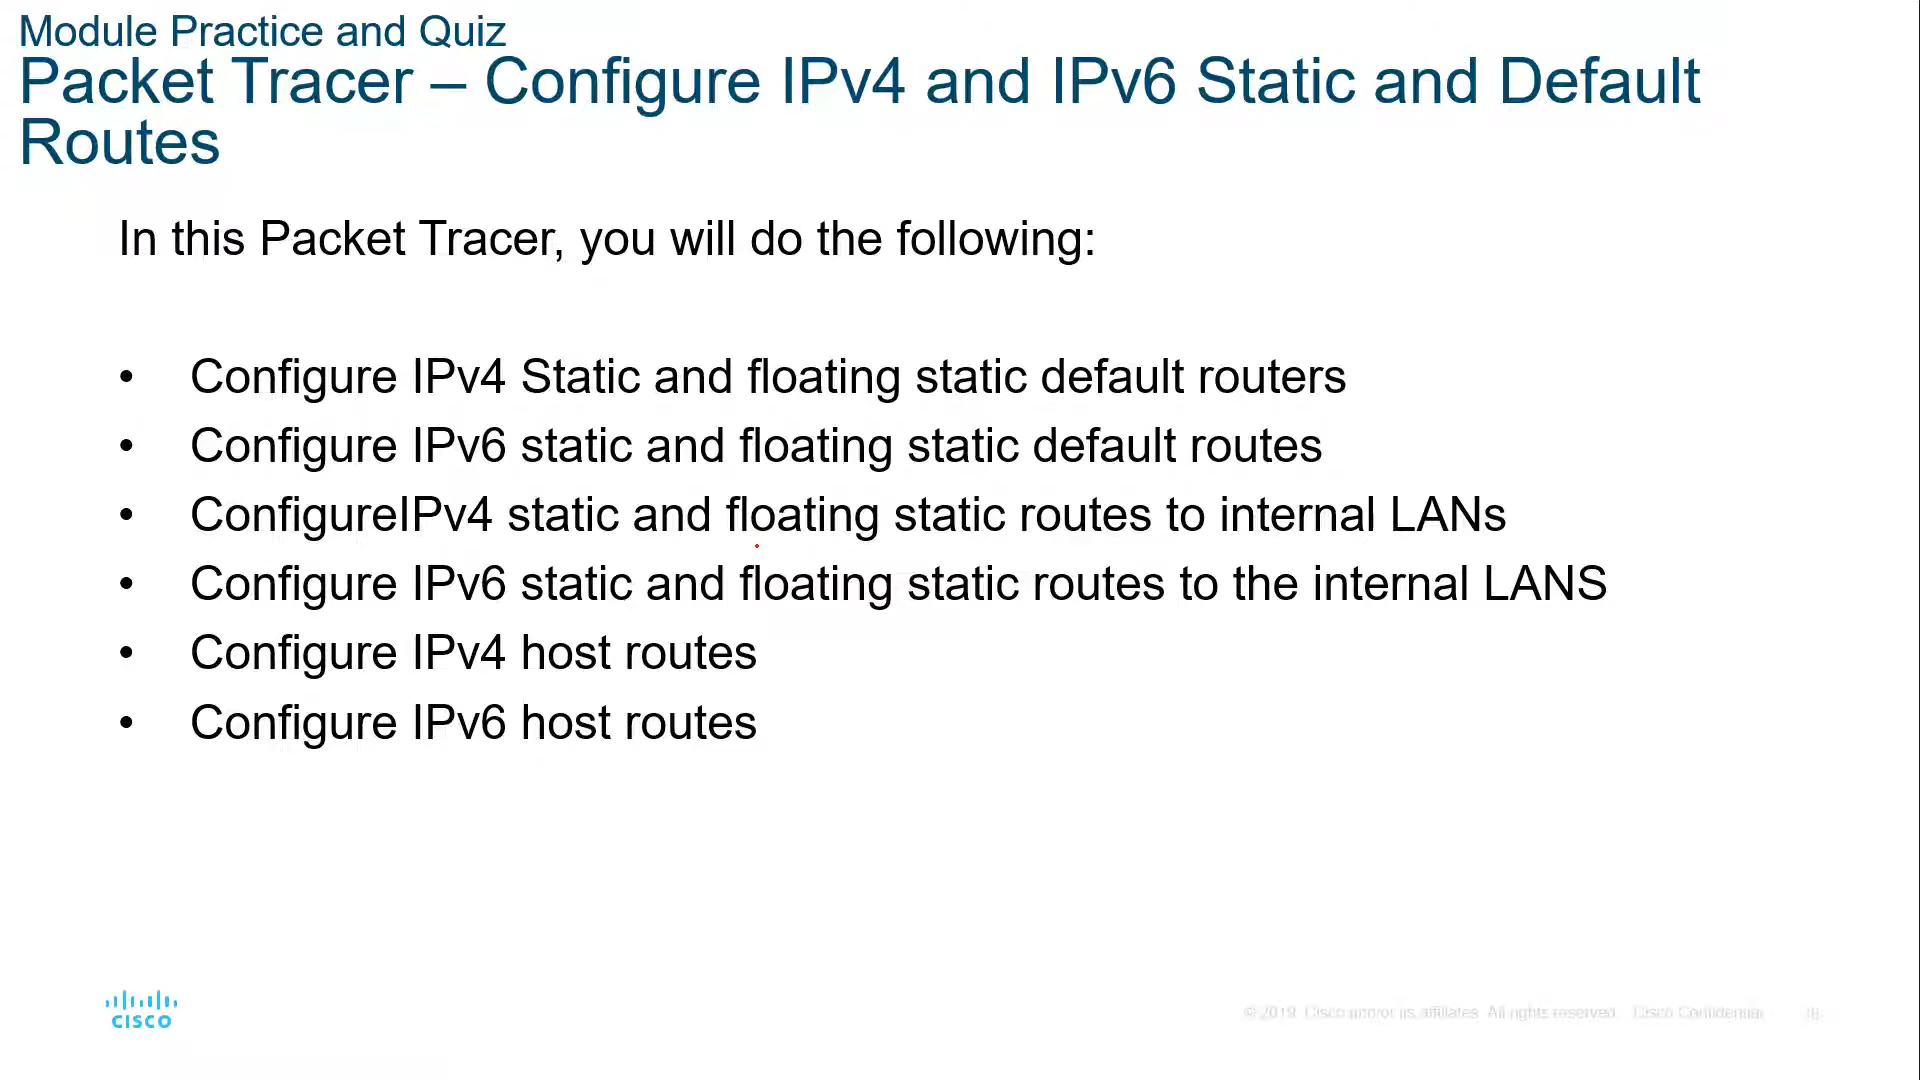 Module Practice and Quiz
Packet Tracer – Configure IPv4 and IPv6 Static and Default
Routes
In this Packet Tracer, you will do the following:
• Configure IPv4 Static and floating static default routers
• Configure IPv6 static and floating static default routes
• ConfigureIPv4 static and floating static routes to internal LANs
• Configure IPv6 static and floating static routes to the internal LANS
• Configure IPv4 host routes
• Configure IPv6 host routes
CISCO
© 2019 Cisco and/or its affiliates. All rights reserved. Cisco Confidential